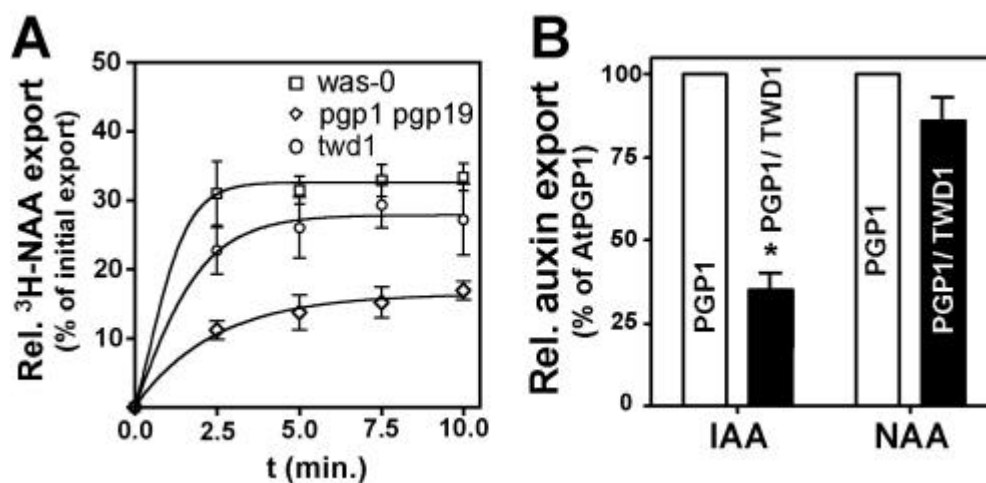 A
Rel. ³H-NAA export
(% of initial export)
50
40
30
20
10
was-0
pgp1 pgp19
twd1
0.0
2.5
5.0
7.5
10.0
t (min.)
B
Rel. auxin export
(% of AtPGP1)
100
75
50
25
0
PGP1
* PGP1/ TWD1
PGP1
PGP1/ TWD1
IAA
NAA